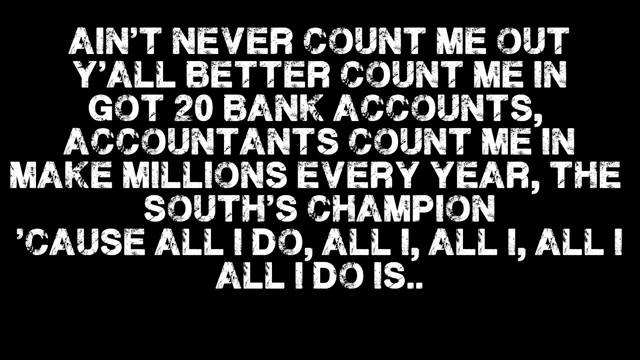 AIN'T NEVER COUNT ME OUT
Y'ALL BETTER COUNT ME IN
GOT 20 BANK ACCOUNTS,
ACCOUNTANTS COUNT ME IN
MAKE MILLIONS EVERY YEAR, THE
SOUTH'S CHAMPION
'CAUSE ALL I DO, ALL I, ALL I, ALL I
ALL I DO IS..